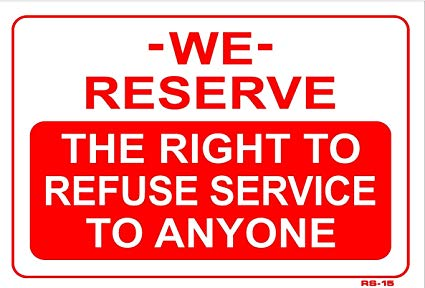 -WE-
RESERVE
THE RIGHT TO
REFUSE SERVICE
TO ANYONE
RS-15